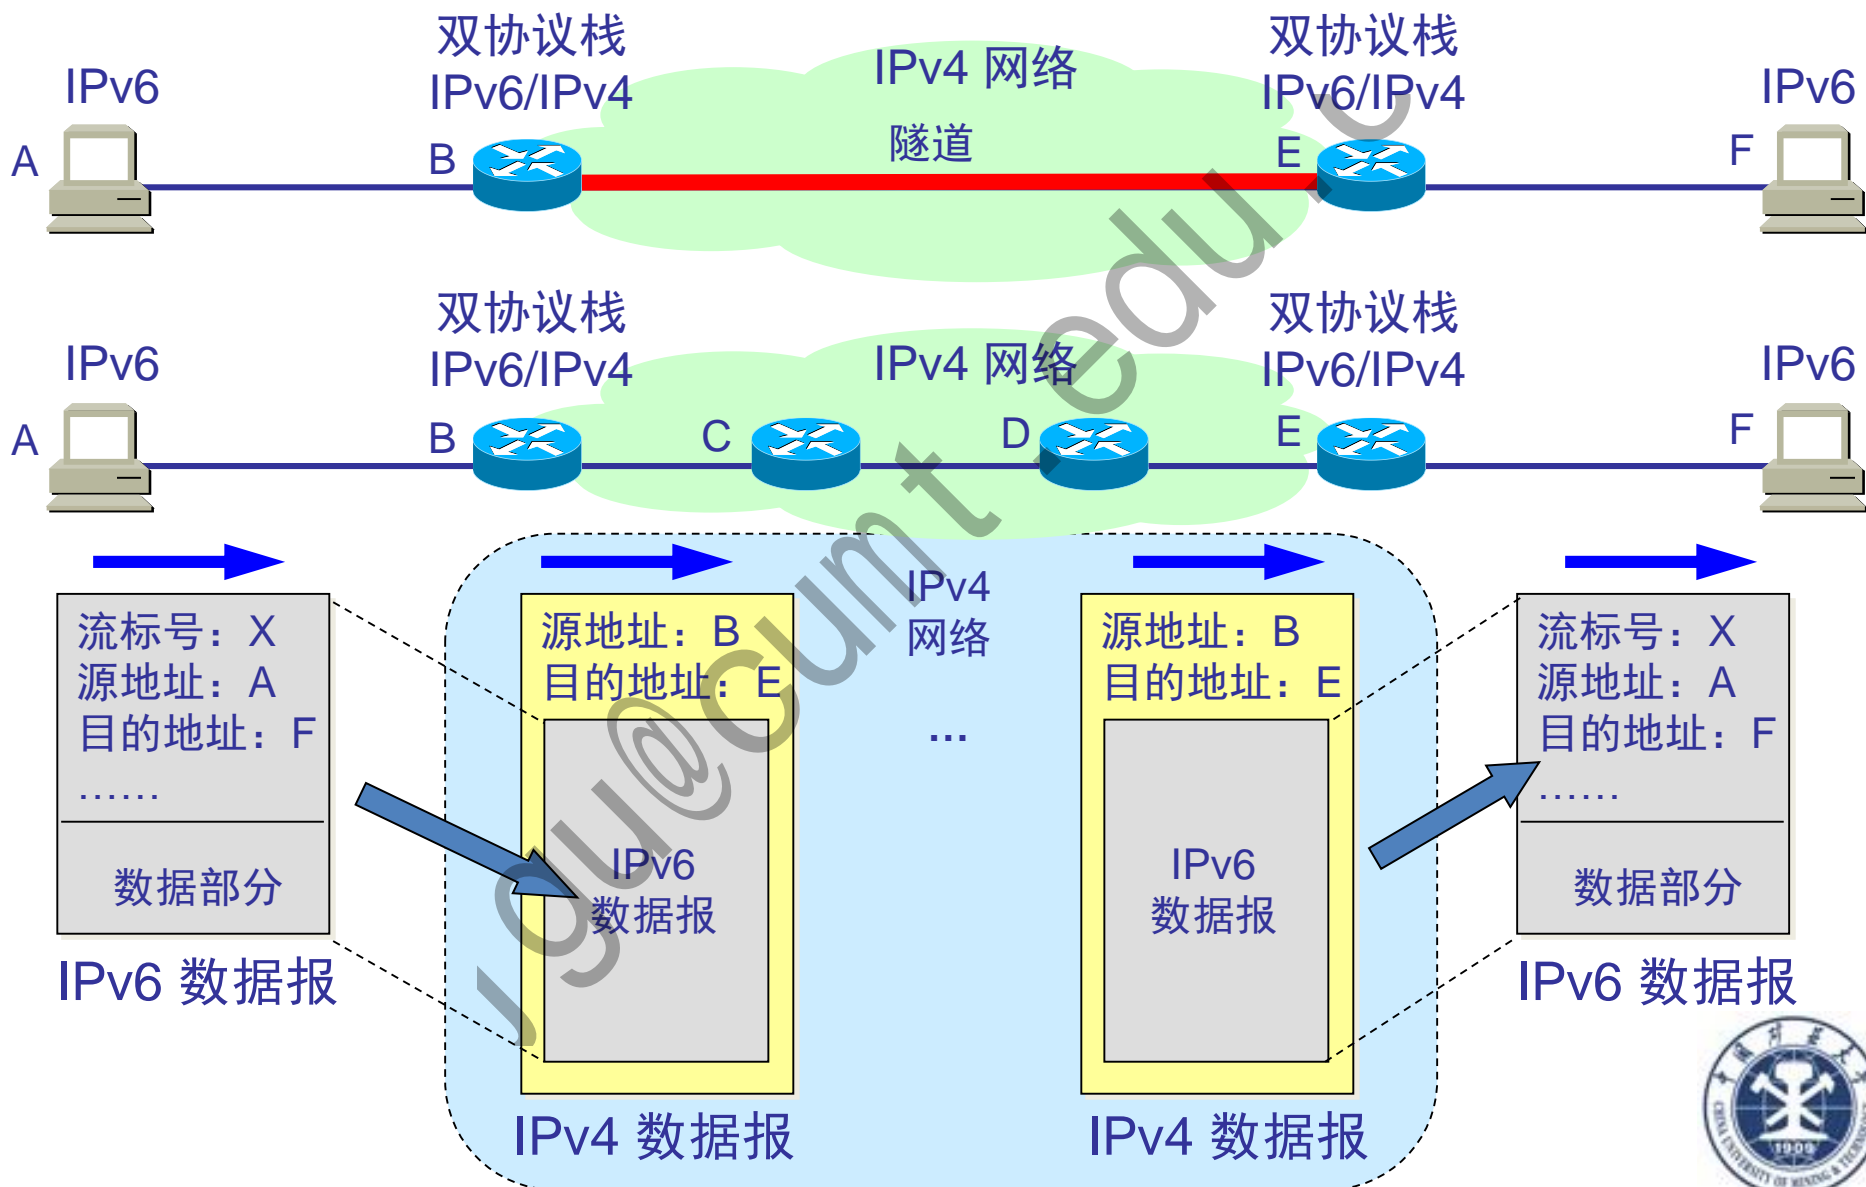 双协议栈
IPv6/IPv4
IPv4 网络
双协议栈
IPv6/IPv4
IPv6
IPv6
隧道
A
B
E
F
双协议栈
IPv6/IPv4
IPv4 网络
双协议栈
IPv6/IPv4
IPv6
IPv6
A
B
C
D
E
F
流标号：X
源地址：A
目的地址：F
……
数据部分
IPv6 数据报
源地址：B
目的地址：E
IPv6
数据报
IPv4 数据报
IPv4
网络
...
源地址：B
目的地址：E
IPv6
数据报
IPv4 数据报
流标号：X
源地址：A
目的地址：F
……
数据部分
IPv6 数据报
ygu@cumt.edu.c
1909